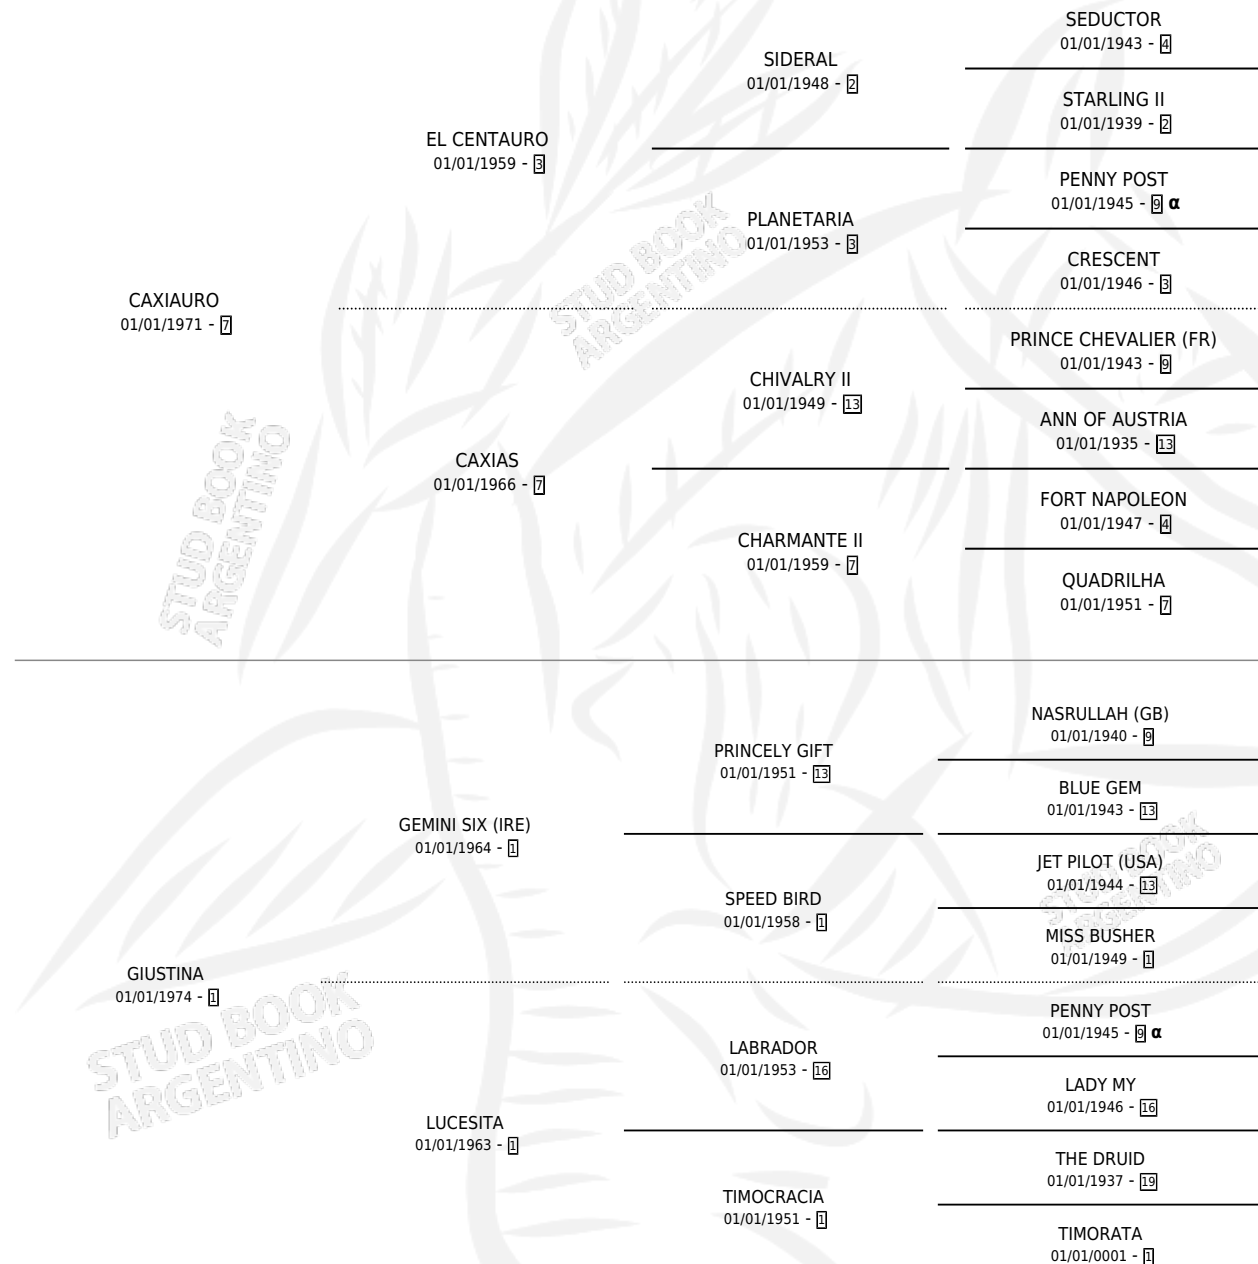 SEDUCTOR
01/01/1943 - 4
SIDERAL
01/01/1948 - 2
STARLING II
01/01/1939 - 2
EL CENTAURO
01/01/1959 - 3
PENNY POST
01/01/1945 - 9 α
PLANETARIA
01/01/1953 - 3
CRESCENT
01/01/1946 - 3
CAXIAURO
01/01/1971 - 7
PRINCE CHEVALIER (FR)
01/01/1943 - 9
CHIVALRY II
01/01/1949 - 13
ANN OF AUSTRIA
01/01/1935 - 13
CAXIAS
01/01/1966 - 7
FORT NAPOLEON
01/01/1947 - 4
CHARMANTE II
01/01/1959 - 7
QUADRILHA
01/01/1951 - 7
NASRULLAH (GB)
01/01/1940 - 9
PRINCELY GIFT
01/01/1951 - 13
BLUE GEM
01/01/1943 - 13
GEMINI SIX (IRE)
01/01/1964 - 1
JET PILOT (USA)
01/01/1944 - 13
SPEED BIRD
01/01/1958 - 1
MISS BUSHER
01/01/1949 - 1
GIUSTINA
01/01/1974 - 1
PENNY POST
01/01/1945 - 9 α
LABRADOR
01/01/1953 - 16
LADY MY
01/01/1946 - 16
LUCESITA
01/01/1963 - 1
THE DRUID
01/01/1937 - 19
TIMOCRACIA
01/01/1951 - 1
TIMORATA
01/01/0001 - 1
STUD BOOK
ARGENTINO
STUD BOOK
ARGENTINO
STUD BOOK
ARGENTINO
STUD BOOK
ARGENTINO